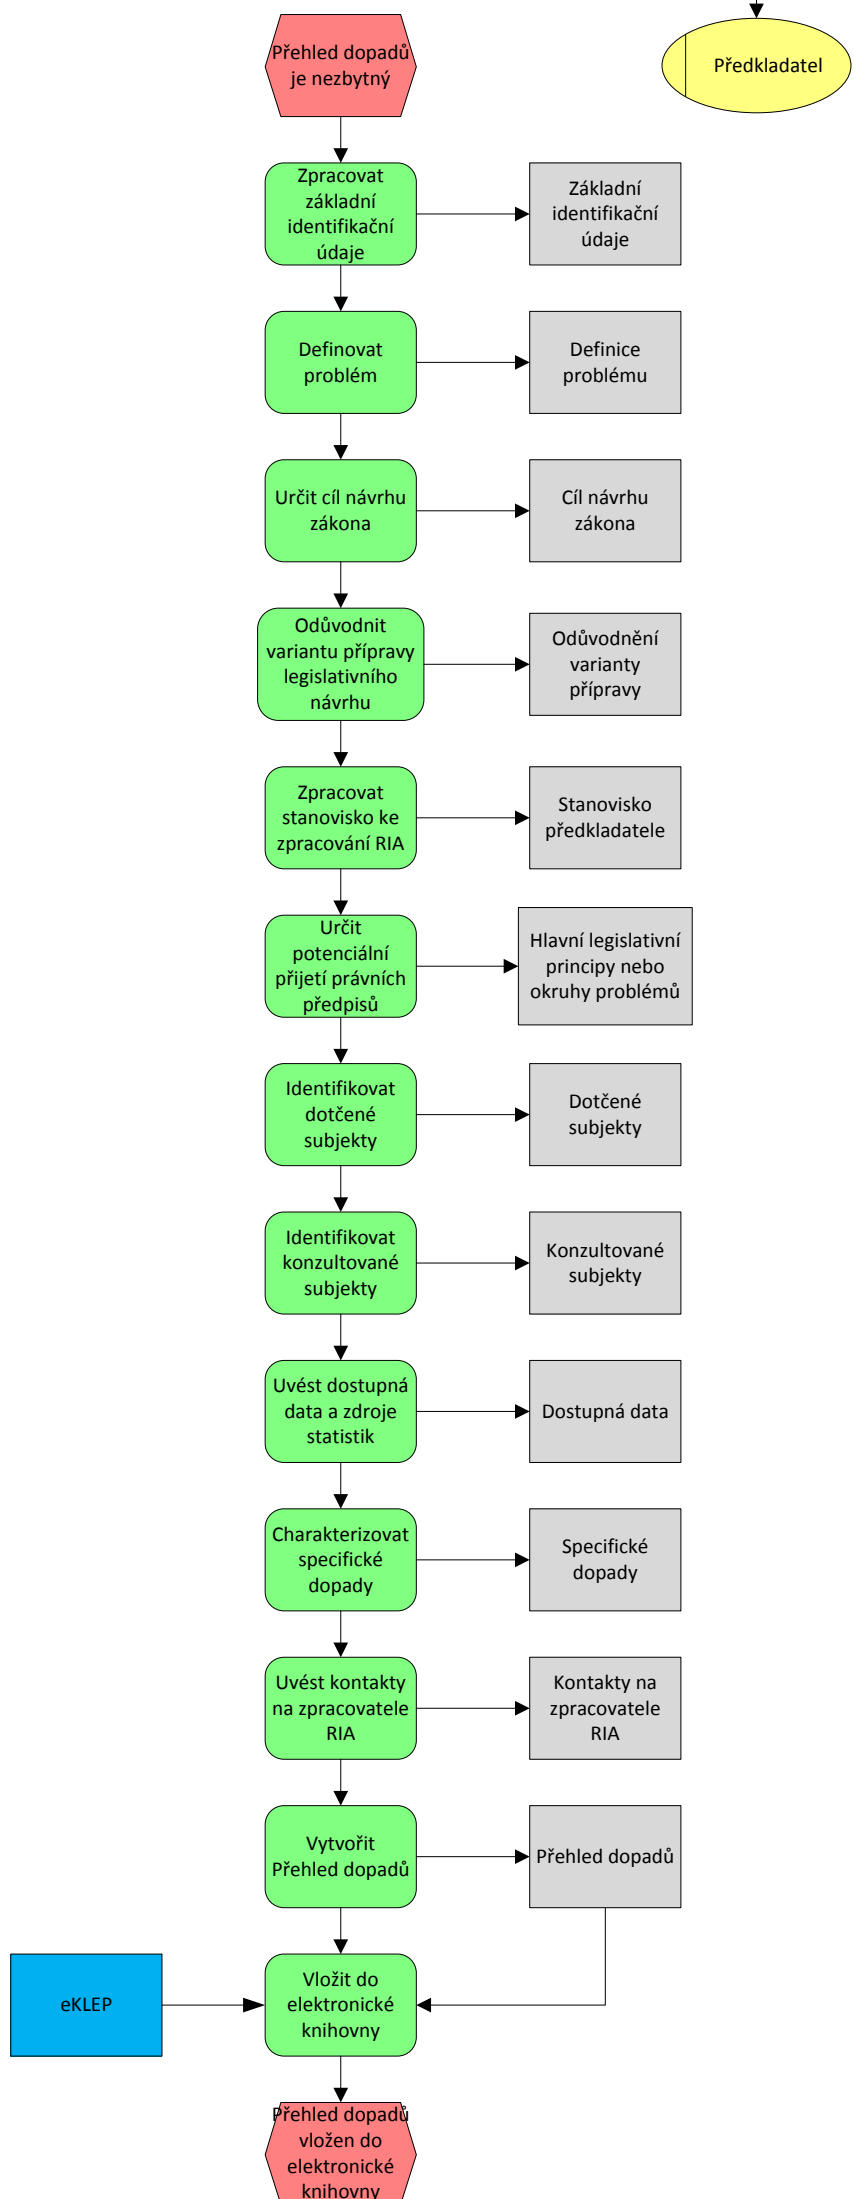 Přehled dopadů
je nezbytný
Předkladatel
Zpracovat
základní
identifikační
údaje
Základní
identifikační
údaje
Definovat
problém
Definice
problému
Určit cíl návrhu
zákona
Cíl návrhu
zákona
Odůvodnit
variantu přípravy
legislativního
návrhu
Odůvodnění
varianty
přípravy
Zpracovat
stanovisko ke
zpracování RIA
Stanovisko
předkladatele
Určit
potenciální
přijetí právních
předpisů
Hlavní legislativní
principy nebo
okruhy problémů
Identifikovat
dotčené
subjekty
Dotčené
subjekty
Identifikovat
konzultované
subjekty
Konzultované
subjekty
Uvést dostupná
data a zdroje
statistik
Dostupná data
Charakterizovat
specifické
dopady
Specifické
dopady
Uvést kontakty
na zpracovatele
RIA
Kontakty na
zpracovatele
RIA
Vytvořit
Přehled dopadů
Přehled dopadů
eKLEP
Vložit do
elektronické
knihovny
Přehled dopadů
vložen do
elektronické
knihovny